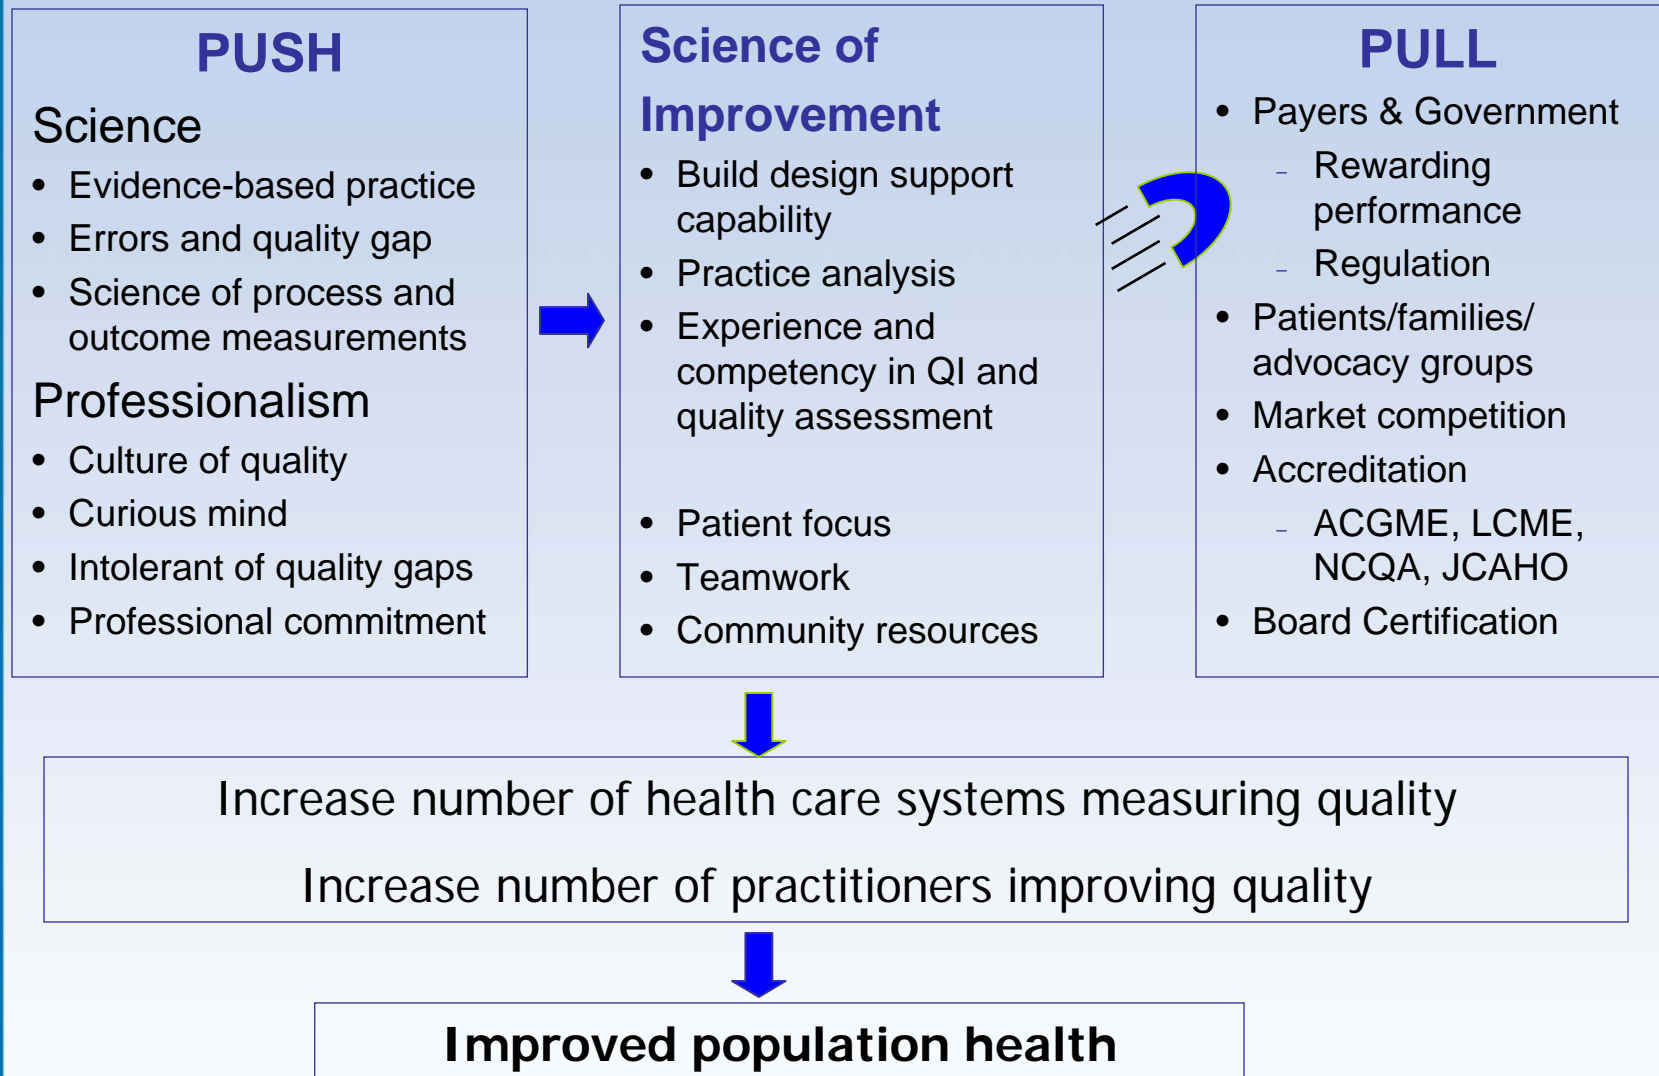 PUSH
Science
• Evidence-based practice
• Errors and quality gap
• Science of process and
outcome measurements
Professionalism
• Culture of quality
• Curious mind
• Intolerant of quality gaps
• Professional commitment
Science of
Improvement
• Build design support
capability
• Practice analysis
• Experience and
competency in QI and
quality assessment
• Patient focus
• Teamwork
• Community resources
PULL
• Payers & Government
– Rewarding
performance
– Regulation
• Patients/families/
advocacy groups
• Market competition
• Accreditation
– ACGME, LCME,
NCQA, JCAHO
• Board Certification
Increase number of health care systems measuring quality
Increase number of practitioners improving quality
Improved population health